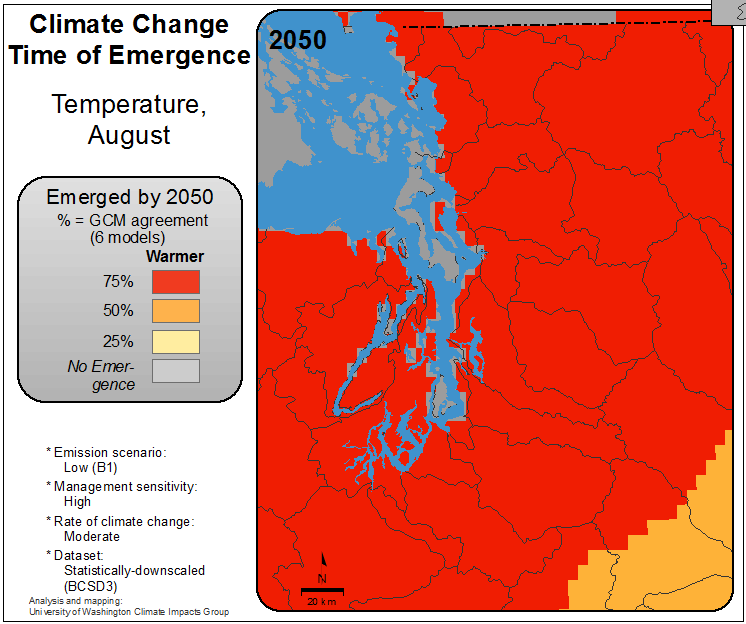 Climate Change
Time of Emergence
Temperature,
August
Emerged by 2050
% = GCM agreement
(6 models)
Warmer
75%
50%
25%
No Emer-
gence
* Emission scenario:
Low (B1)
* Management sensitivity:
High
* Rate of climate change:
Moderate
* Dataset:
Statistically-downscaled
(BCSD3)
Analysis and mapping:
University of Washington Climate Impacts Group
2050
N
20 km